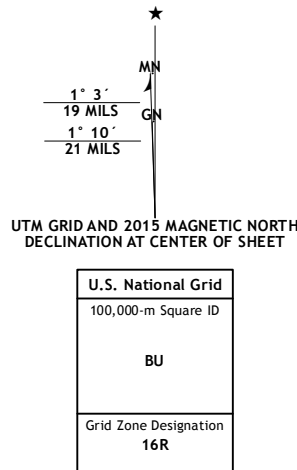 ★
MN
1° 3´
19 MILS
GN
1° 10´
21 MILS
UTM GRID AND 2015 MAGNETIC NORTH
DECLINATION AT CENTER OF SHEET
U.S. National Grid
100,000-m Square ID
BU
Grid Zone Designation
16R